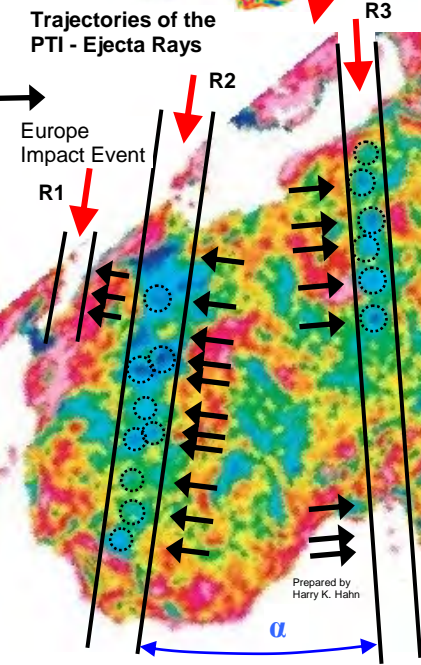 Trajectories of the
PTI - Ejecta Rays
R3
R2
Europe
Impact Event
R1
Prepared by
Harry K. Hahn
α